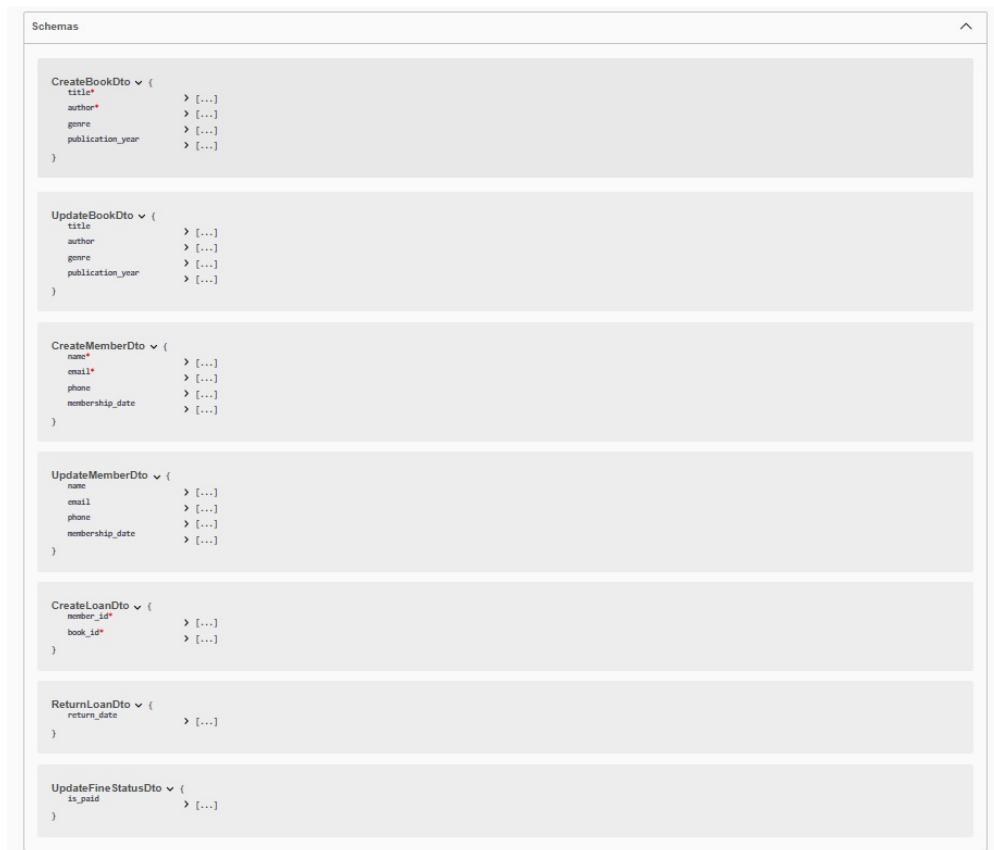 Schemas
CreateBookDto {
title* > [...]
author* > [...]
genre > [...]
publication_year > [...]
}
UpdateBookDto {
title > [...]
author > [...]
genre > [...]
publication_year > [...]
}
CreateMemberDto {
name* > [...]
email* > [...]
phone > [...]
membership_date > [...]
}
UpdateMemberDto {
name > [...]
email > [...]
phone > [...]
membership_date > [...]
}
CreateLoanDto {
member_id* > [...]
book_id* > [...]
}
ReturnLoanDto {
return_date > [...]
}
UpdateFineStatusDto {
is_paid > [...]
}